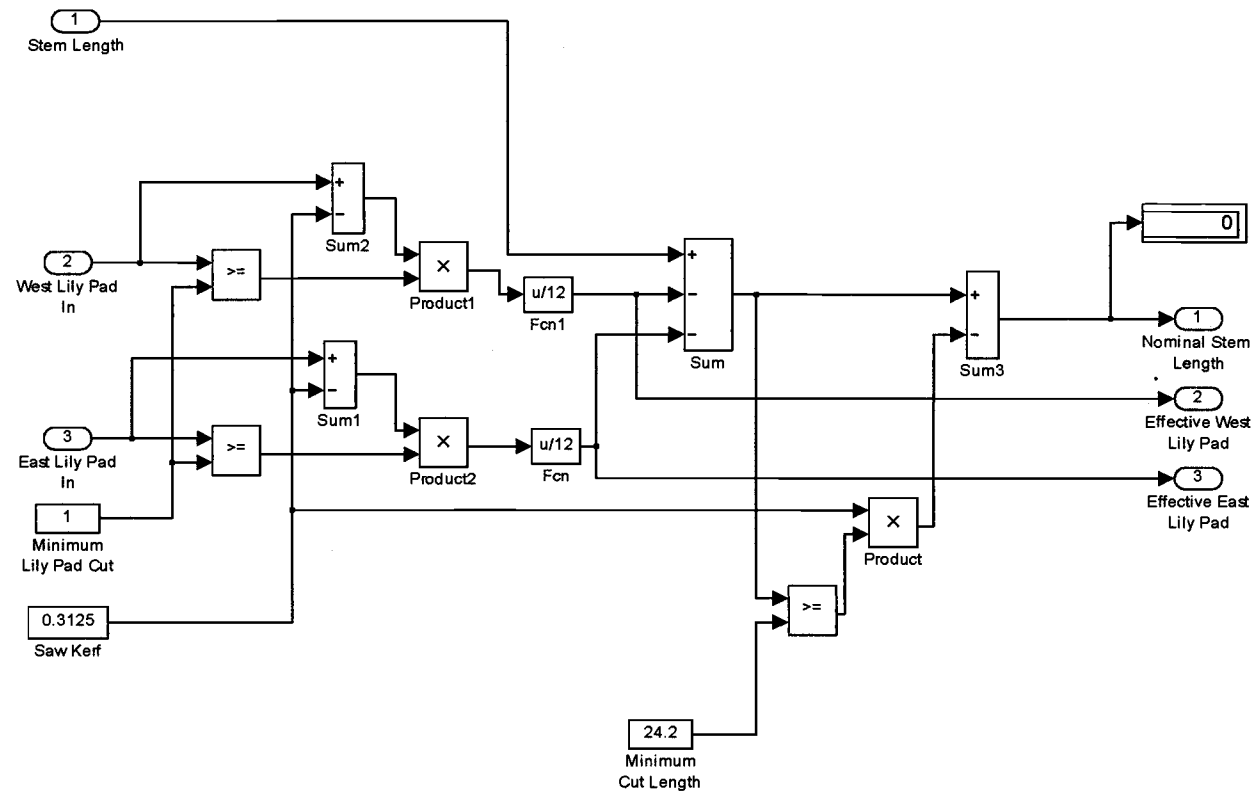 1
Stem Length
+
−
Sum2
2
West Lily Pad
In
>=
×
Product1
u/12
Fcn1
+
−
−
Sum
+
−
Sum3
0
1
Nominal Stem
Length
+
−
Sum1
2
Effective West
Lily Pad
3
East Lily Pad
In
>=
×
Product2
u/12
Fcn
3
Effective East
Lily Pad
1
Minimum
Lily Pad Cut
×
Product
0.3125
Saw Kerf
>=
24.2
Minimum
Cut Length